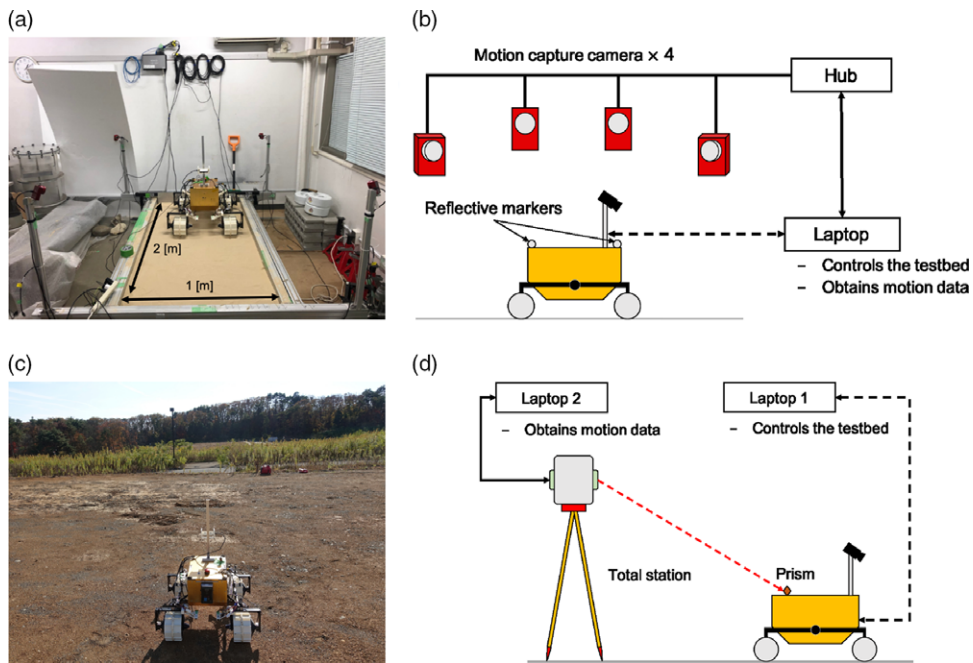 (a)
2 [m]
1 [m]
(b)
Motion capture camera × 4
Hub
Reflective markers
Laptop
– Controls the testbed
– Obtains motion data
(c)
(d)
Laptop 2
– Obtains motion data
Laptop 1
– Controls the testbed
Total station
Prism